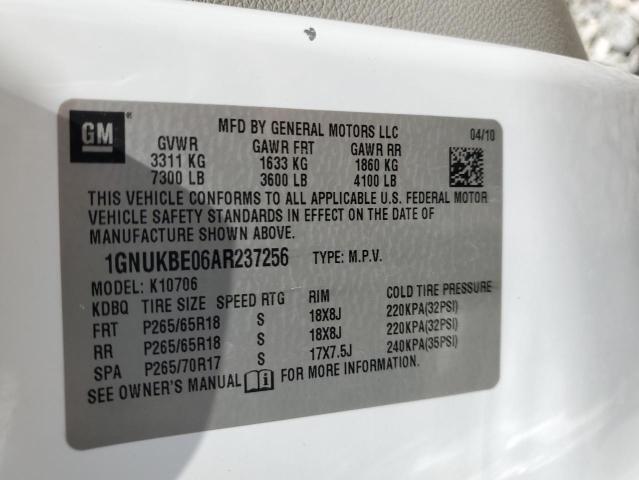 GM
MFD BY GENERAL MOTORS LLC 04/10
GVWR GAWR FRT GAWR RR
3311 KG 1633 KG 1860 KG
7300 LB 3600 LB 4100 LB
THIS VEHICLE CONFORMS TO ALL APPLICABLE U.S. FEDERAL MOTOR
VEHICLE SAFETY STANDARDS IN EFFECT ON THE DATE OF
MANUFACTURE SHOWN ABOVE.
1GNUKBE06AR237256 TYPE: M.P.V.
MODEL: K10706
KDBQ TIRE SIZE SPEED RTG RIM COLD TIRE PRESSURE
FRT P265/65R18 S 18X8J 220KPA(32PSI)
RR P265/65R18 S 18X8J 220KPA(32PSI)
SPA P265/70R17 S 17X7.5J 240KPA(35PSI)
SEE OWNER'S MANUAL FOR MORE INFORMATION.